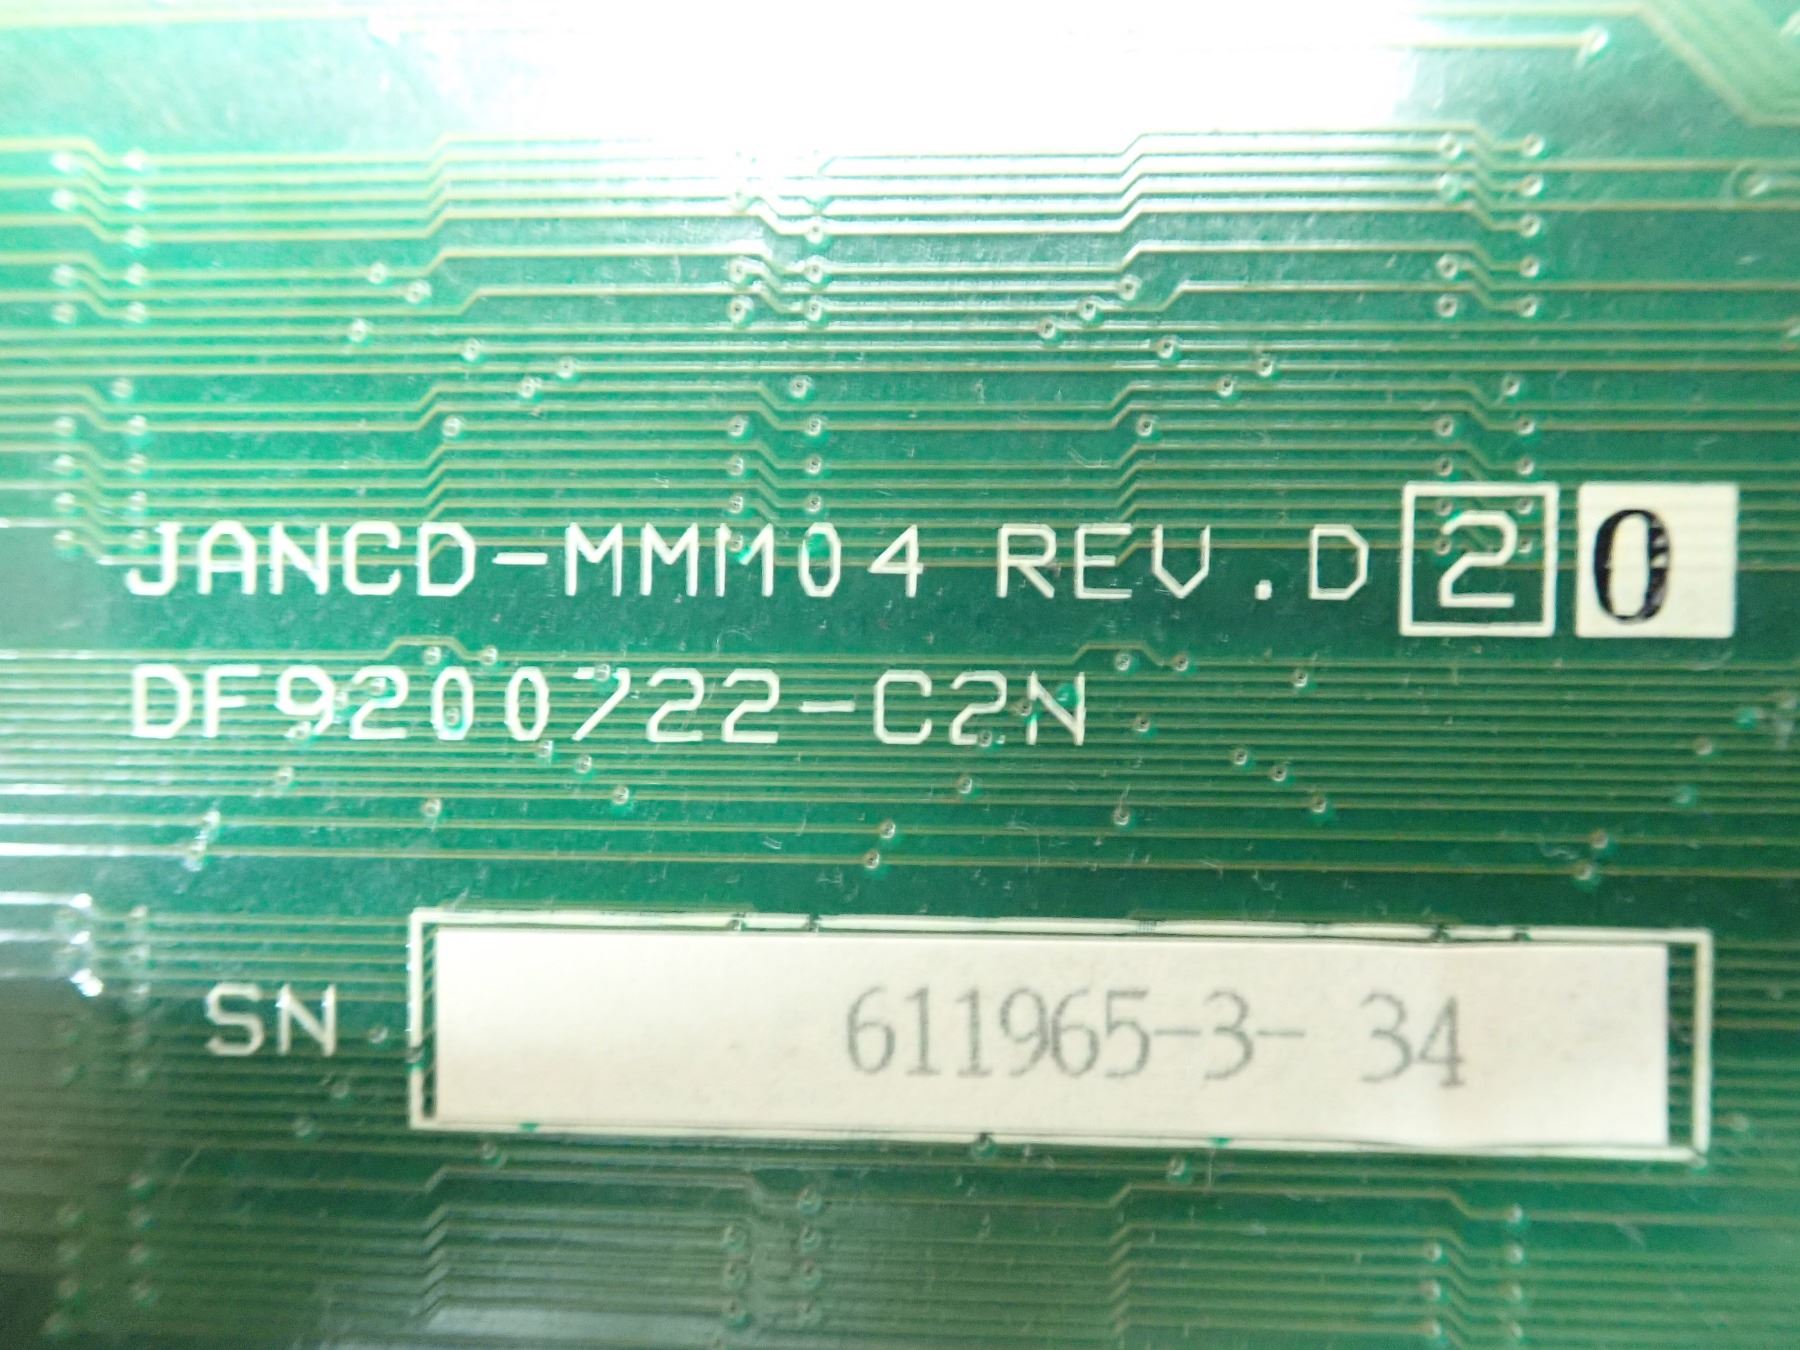 JANCD-MMM04 REV.D 2 0
DF9200722-C2N
SN 611965-3- 34